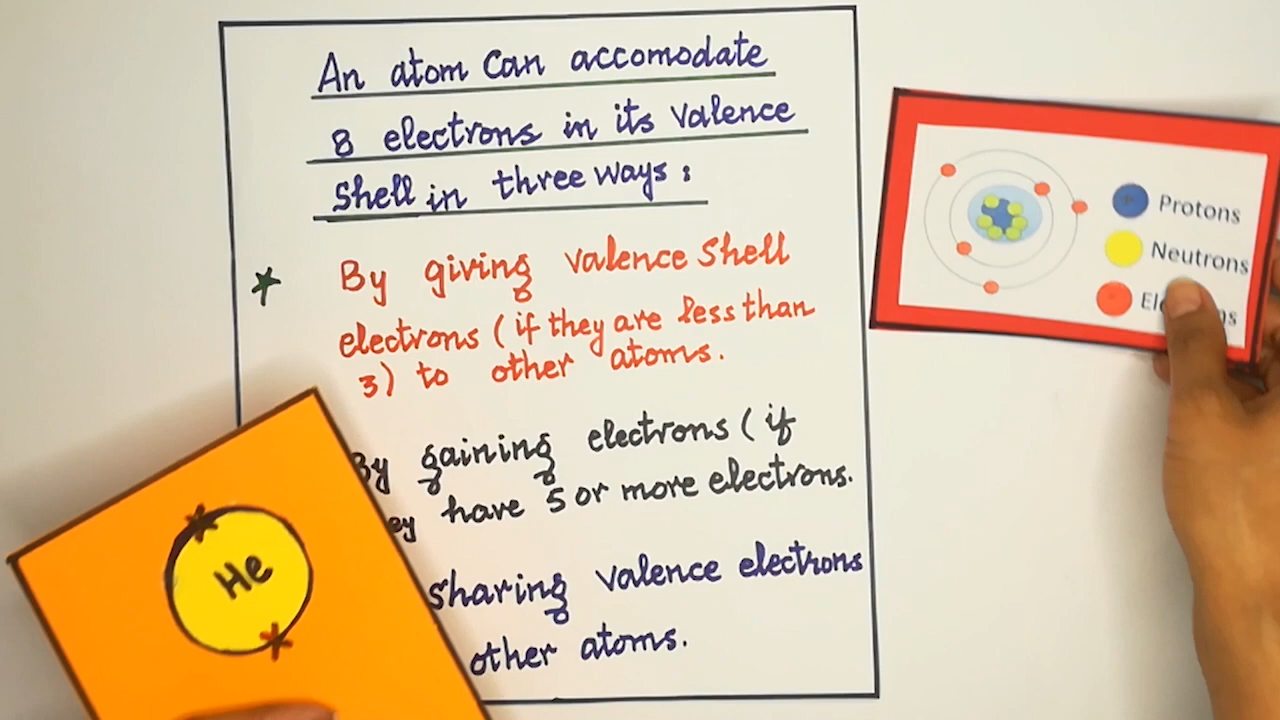 An atom can accomodate
8 electrons in its valence
shell in three ways:
By giving valence shell
electrons (if they are less than
3) to other atoms.
By gaining electrons (if
have 5 or more electrons.
sharing valence electrons
other atoms.
He
Protons
Neutrons